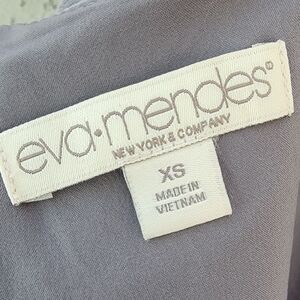 eva·mendes®
NEW YORK & COMPANY
XS
MADE IN
VIETNAM